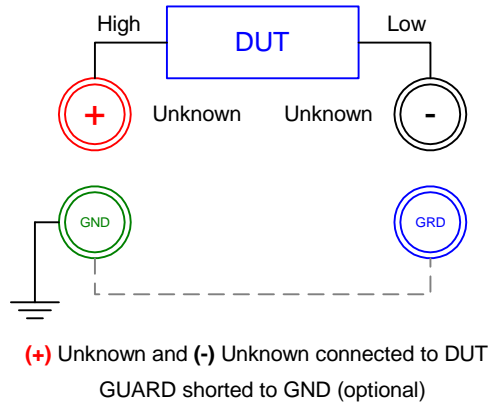 High
DUT
Low
+
Unknown
Unknown
-
GND
GRD
(+) Unknown and (-) Unknown connected to DUT
GUARD shorted to GND (optional)